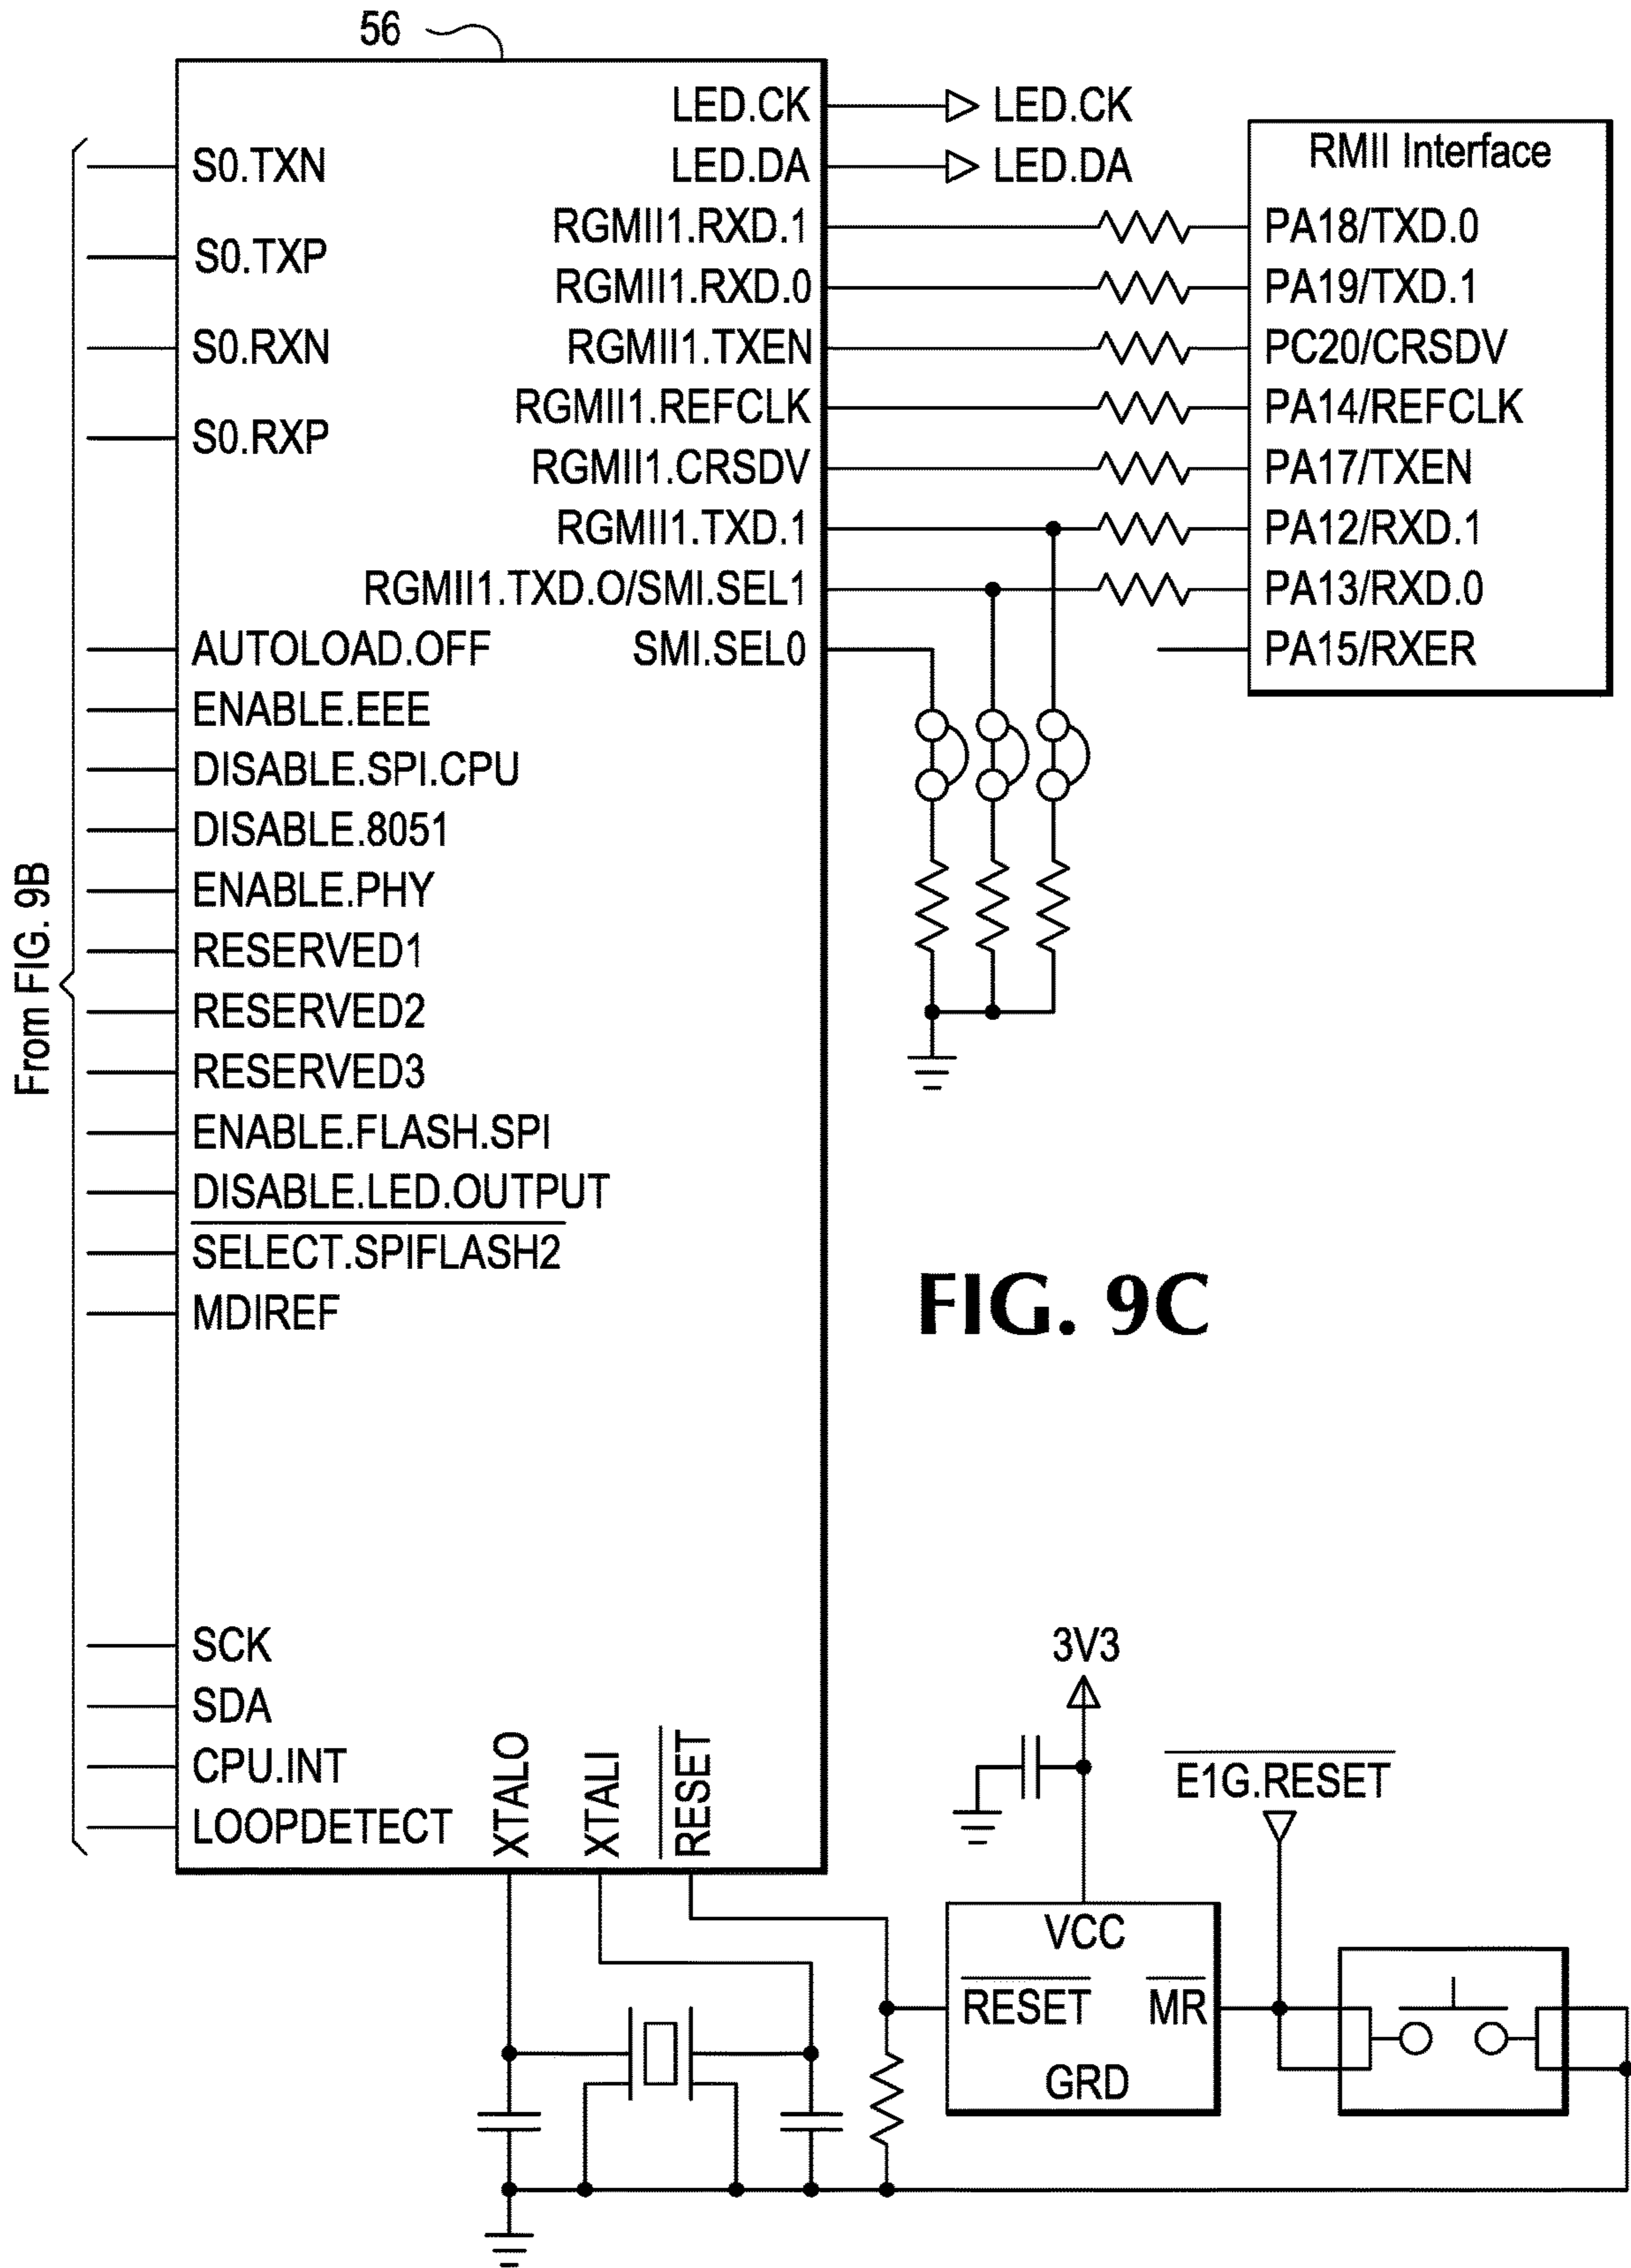 56
LED.CK
LED.CK
LED.DA
LED.DA
RMII Interface
S0.TXN
S0.TXP
S0.RXN
S0.RXP
RGMII1.RXD.1
PA18/TXD.0
RGMII1.RXD.0
PA19/TXD.1
RGMII1.TXEN
PC20/CRSDV
RGMII1.REFCLK
PA14/REFCLK
RGMII1.CRSDV
PA17/TXEN
RGMII1.TXD.1
PA12/RXD.1
RGMII1.TXD.O/SMI.SEL1
PA13/RXD.0
AUTOLOAD.OFF
SMI.SEL0
PA15/RXER
ENABLE.EEE
DISABLE.SPI.CPU
DISABLE.8051
ENABLE.PHY
From FIG. 9B
RESERVED1
RESERVED2
RESERVED3
ENABLE.FLASH.SPI
DISABLE.LED.OUTPUT
SELECT.SPIFLASH2
MDIREF
FIG. 9C
SCK
SDA
CPU.INT
LOOPDETECT
XTALO
XTALI
RESET
3V3
E1G.RESET
VCC
RESET
MR
GRD